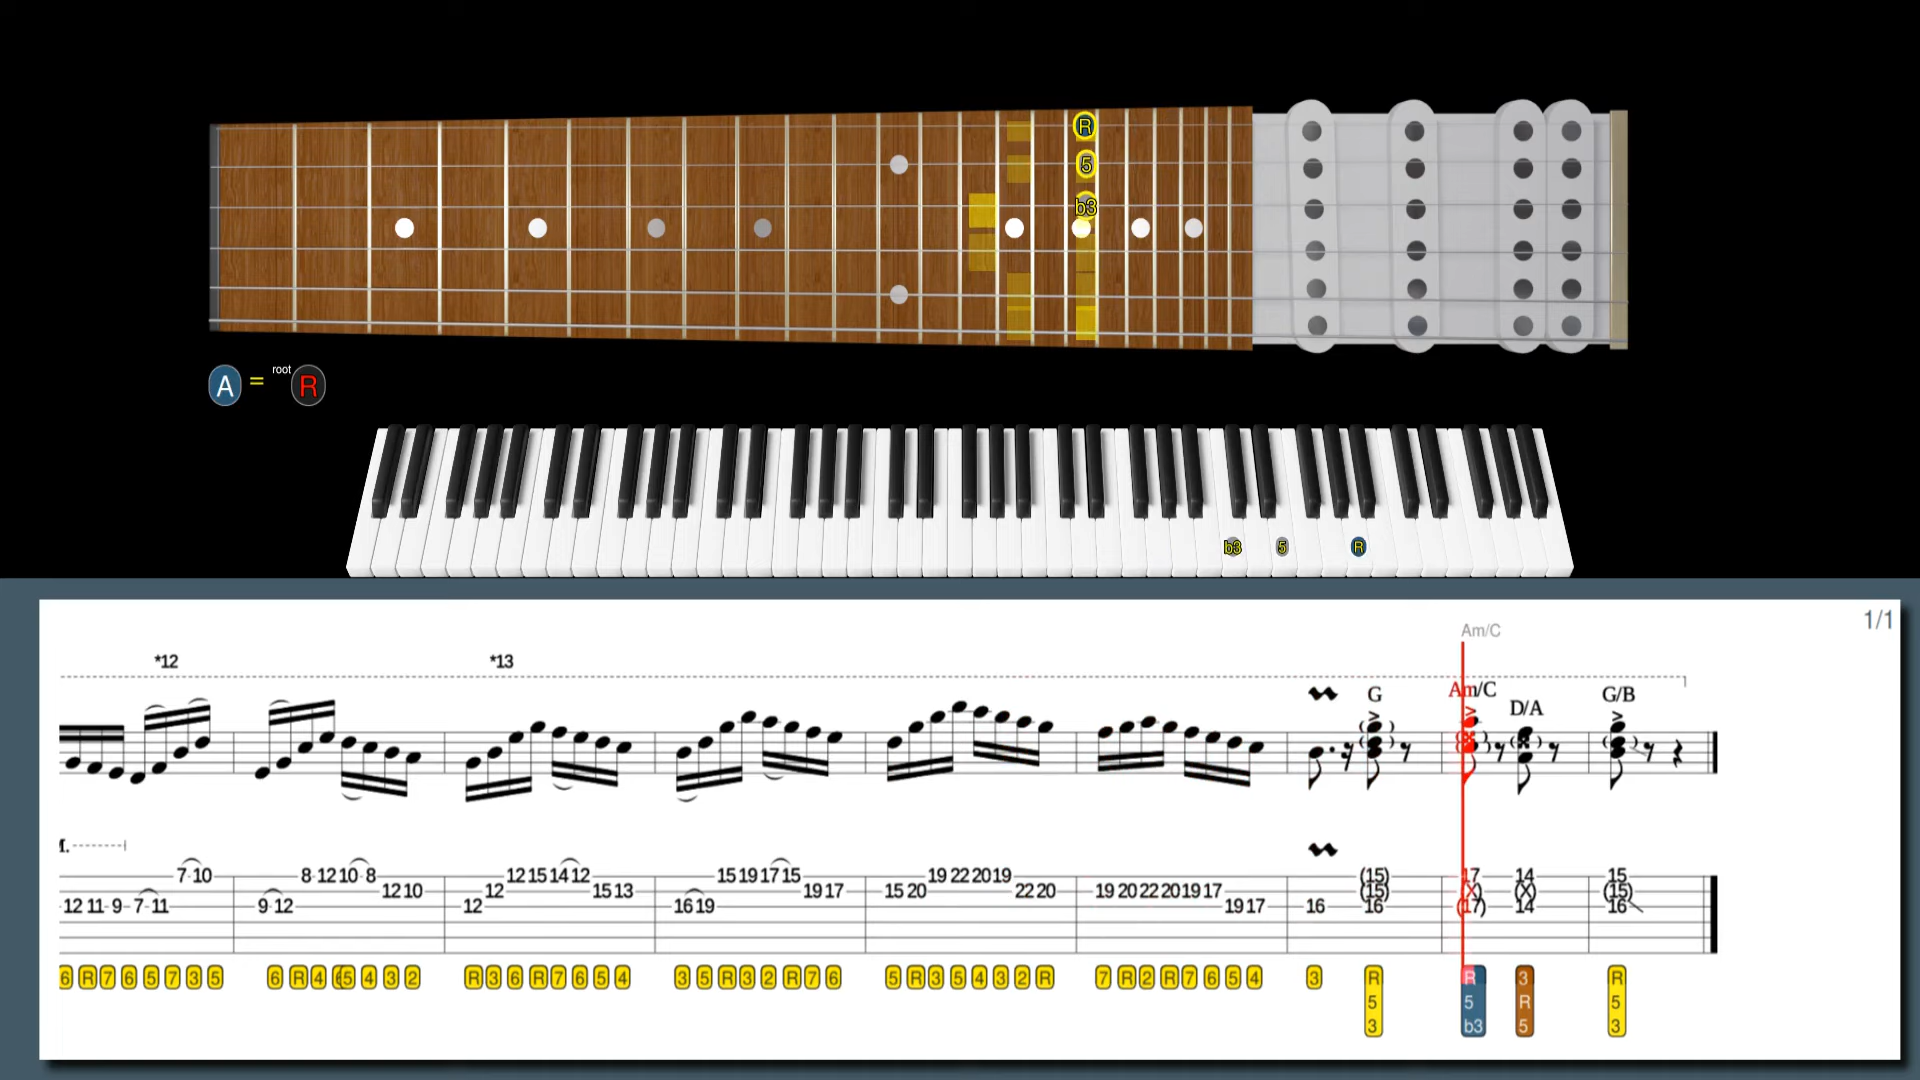 R
5
b3
root
A = R
b3 5 R
1/1
Am/C
*12 *13
G Am/C D/A G/B
7 10 8 12 10 8 12 15 14 12 15 19 17 15 19 22 20 19 19 20 22 20 19 17 (15) 17 14 15
12 10 12 15 13 19 17 15 20 22 20 (15) (X) (X) (15)
12 11 9 7 11 9 12 12 16 19 19 17 16 16 (17) 14 16
6 R 7 6 5 7 3 5 6 R 4 6 5 4 3 2 R 3 6 R 7 6 5 4 3 5 R 3 2 R 7 6 5 R 3 5 4 3 2 R 7 R 2 R 7 6 5 4 3 R R 3 R
5 5 R 5
3 b3 5 3